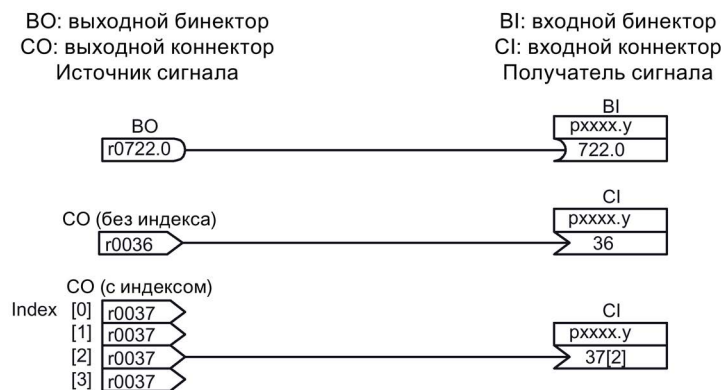 BO: выходной бинектор
CO: выходной коннектор
Источник сигнала
BI: входной бинектор
CI: входной коннектор
Получатель сигнала
BO
r0722.0
BI
pxxxx.y
722.0
CO (без индекса)
r0036
CI
pxxxx.y
36
CO (с индексом)
Index [0] r0037
[1] r0037
[2] r0037
[3] r0037
CI
pxxxx.y
37[2]